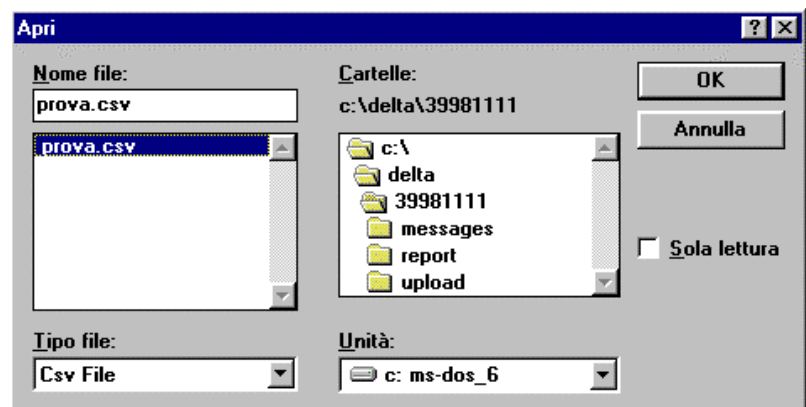 Apri
Nome file:
prova.csv
prova.csv
Cartelle:
c:\delta\39981111
c:\
delta
39981111
messages
report
upload
OK
Annulla
Sola lettura
Tipo file:
Csv File
Unità:
c: ms-dos_6